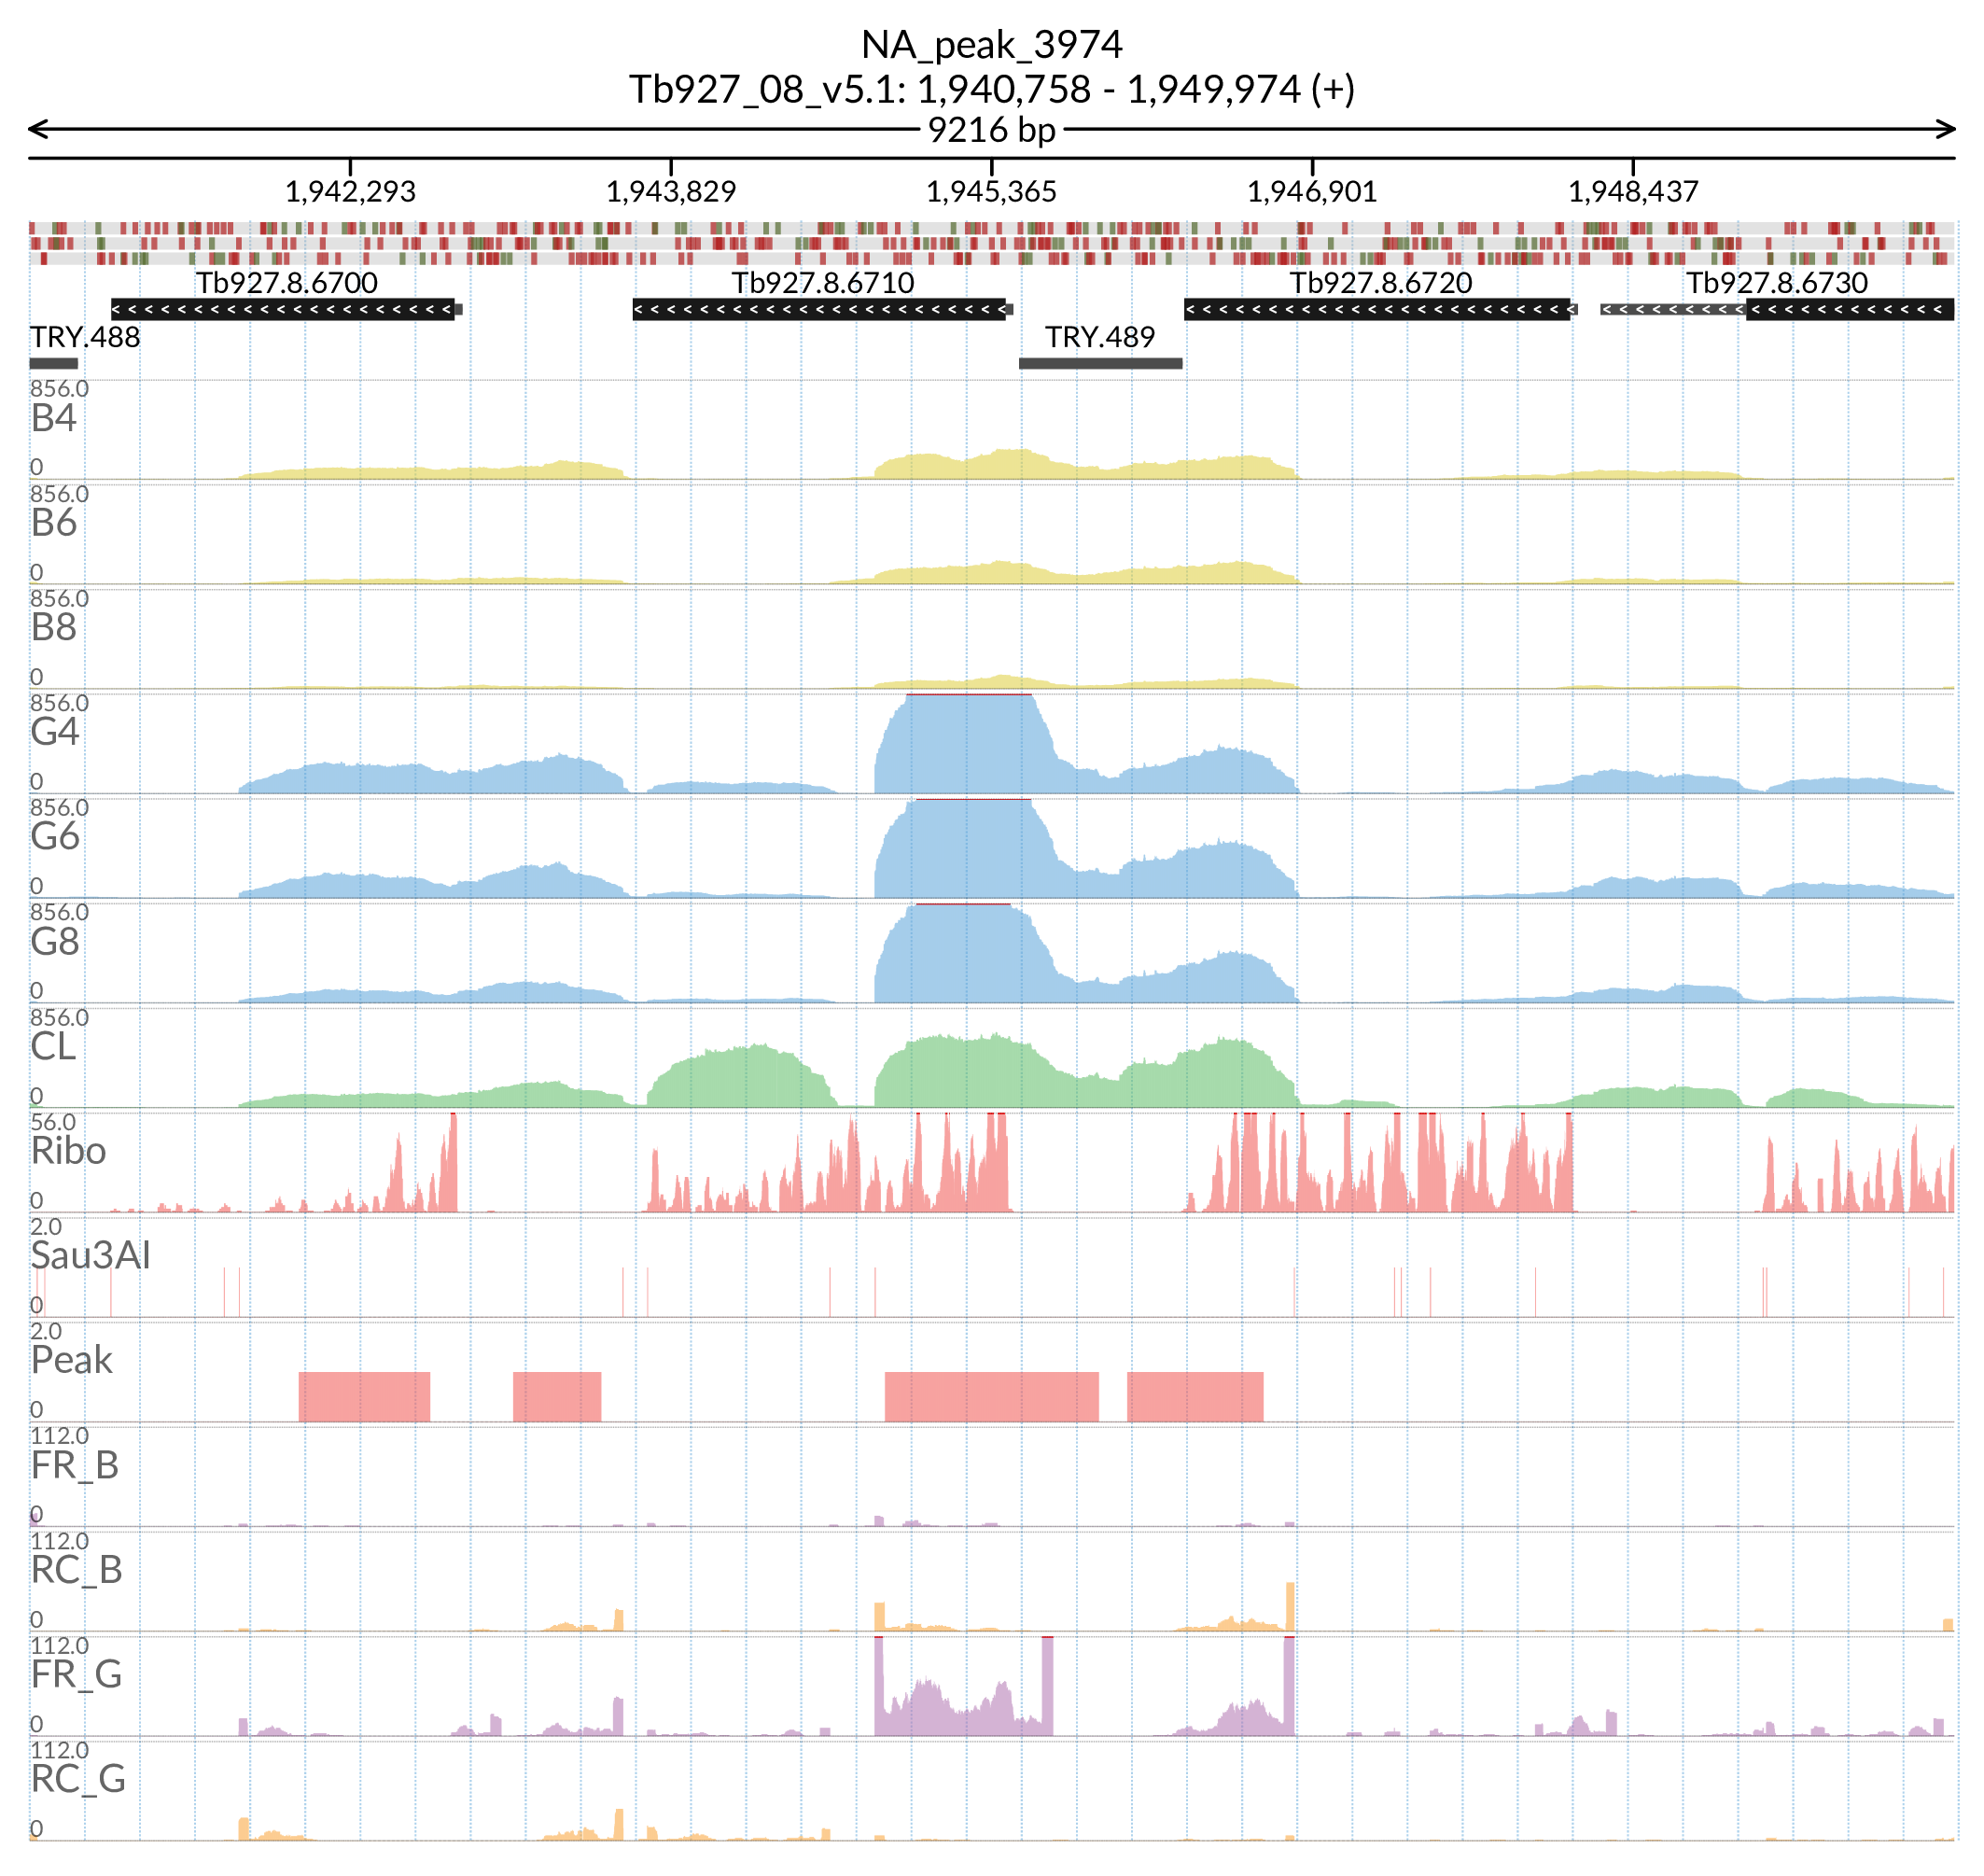 NA_peak_3974
Tb927_08_v5.1: 1,940,758 - 1,949,974 (+)
9216 bp
1,942,293 1,943,829 1,945,365 1,946,901 1,948,437
Tb927.8.6700 Tb927.8.6710 Tb927.8.6720 Tb927.8.6730
TRY.488 TRY.489
856.0
B4
0
856.0
B6
0
856.0
B8
0
856.0
G4
0
856.0
G6
0
856.0
G8
0
856.0
CL
0
56.0
Ribo
0
2.0
Sau3AI
0
2.0
Peak
0
112.0
FR_B
0
112.0
RC_B
0
112.0
FR_G
0
112.0
RC_G
0